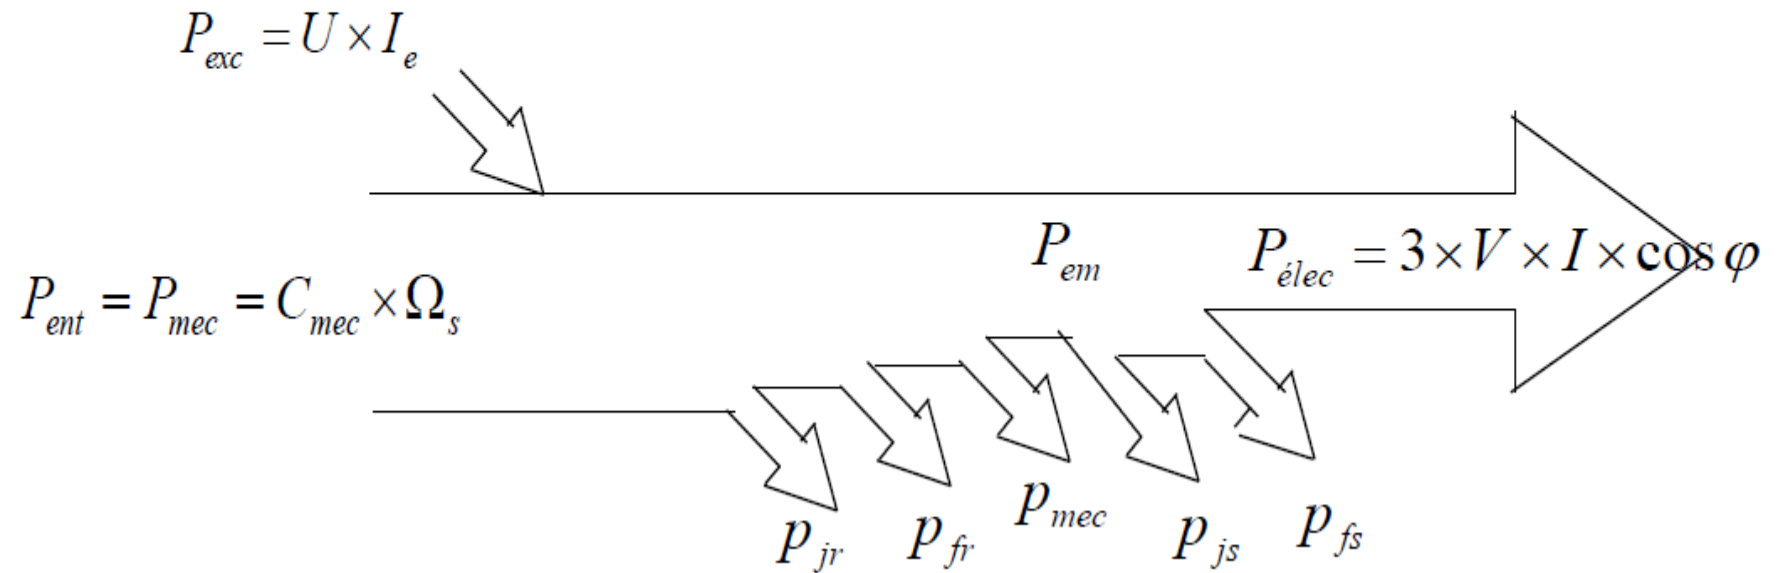 P_exc = U × I_e
P_em
P_élec = 3 × V × I × cos φ
P_ent = P_mec = C_mec × Ω_s
p_jr
p_fr
p_mec
p_js
p_fs